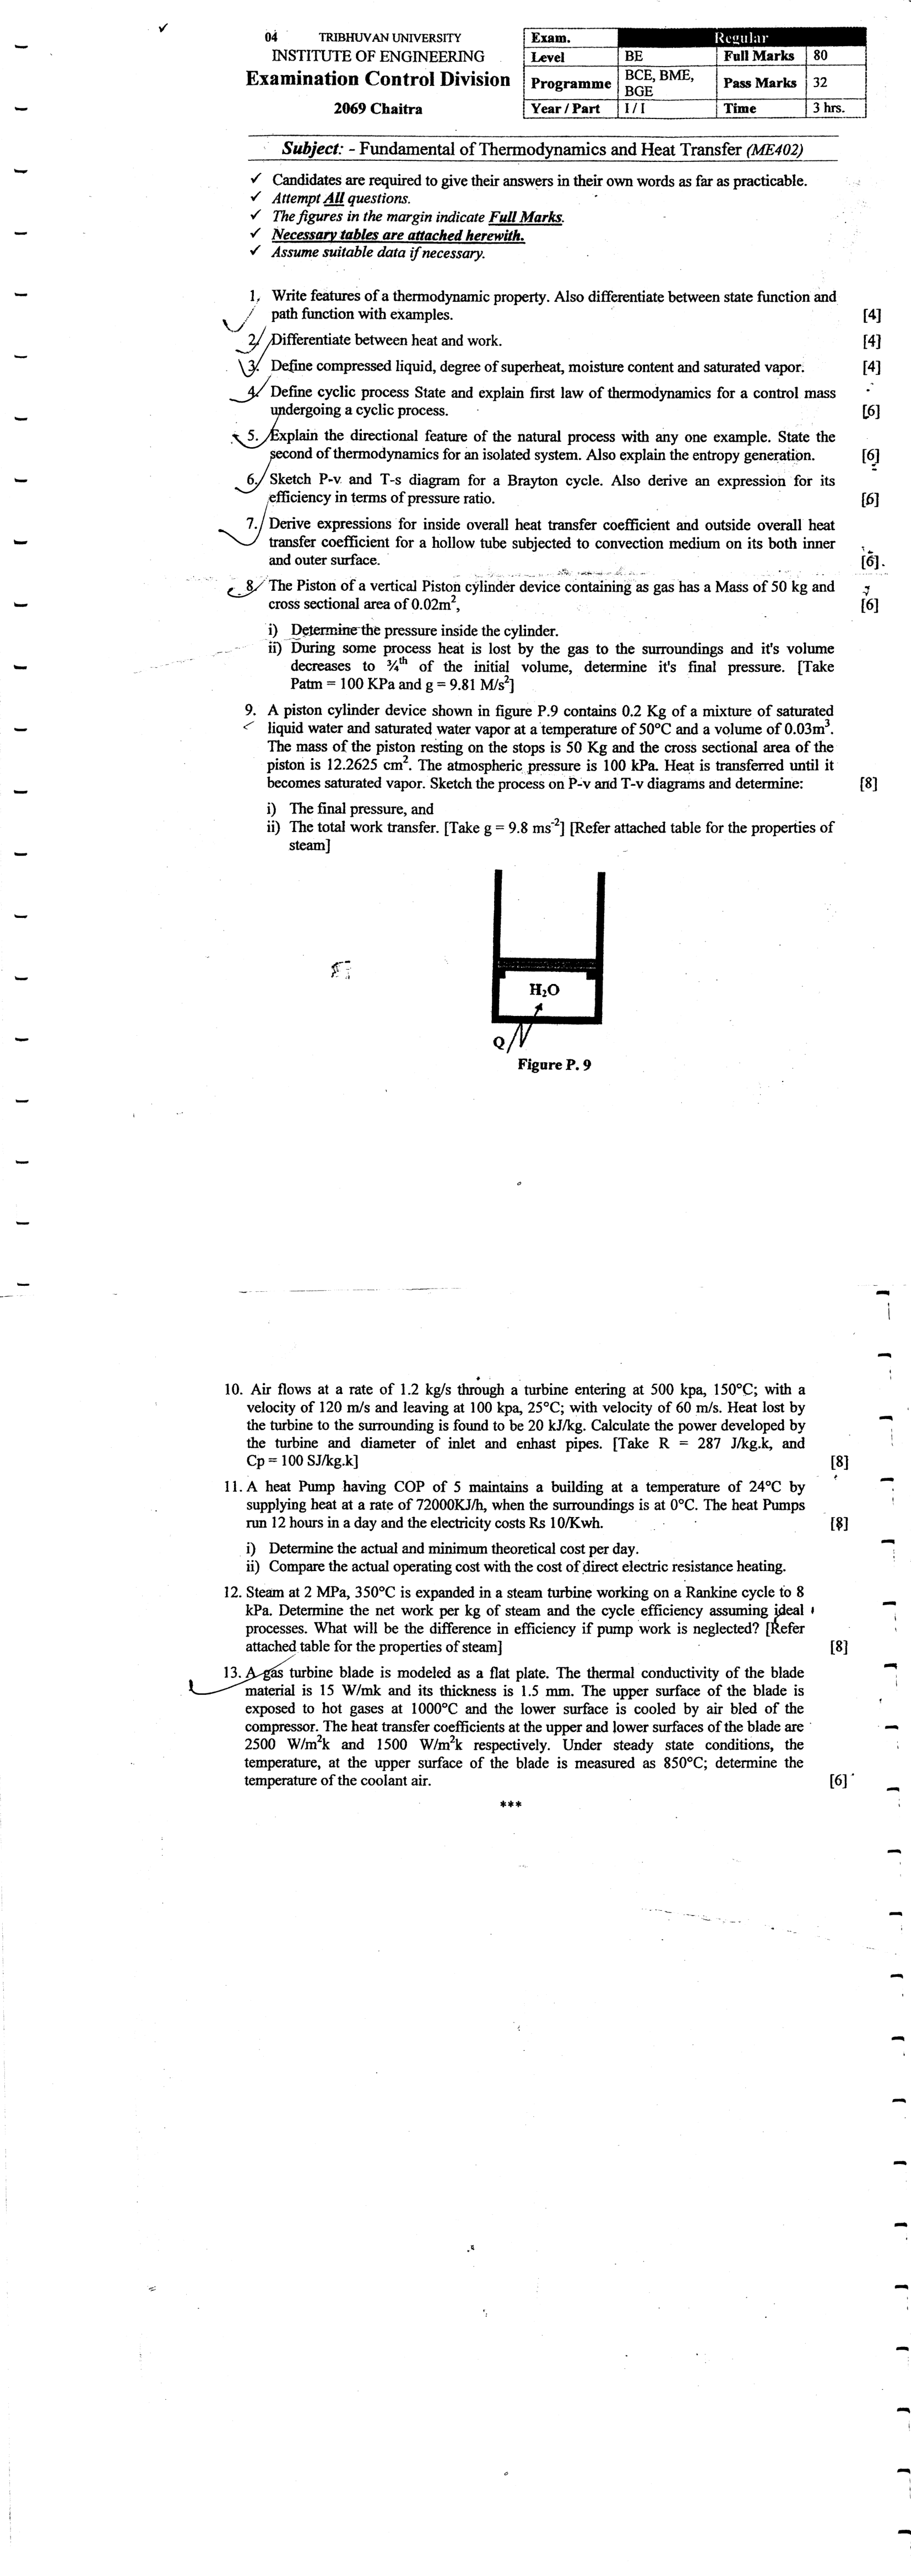 04 TRIBHUVAN UNIVERSITY
INSTITUTE OF ENGINEERING
Examination Control Division
2069 Chaitra
Exam. Regular
Level BE Full Marks 80
Programme BCE, BME, BGE Pass Marks 32
Year / Part I / I Time 3 hrs.
Subject: - Fundamental of Thermodynamics and Heat Transfer (ME402)
✓ Candidates are required to give their answers in their own words as far as practicable.
✓ Attempt All questions.
✓ The figures in the margin indicate Full Marks.
✓ Necessary tables are attached herewith.
✓ Assume suitable data if necessary.
1. Write features of a thermodynamic property. Also differentiate between state function and
path function with examples. [4]
2. Differentiate between heat and work. [4]
3. Define compressed liquid, degree of superheat, moisture content and saturated vapor. [4]
4. Define cyclic process State and explain first law of thermodynamics for a control mass
undergoing a cyclic process. [6]
5. Explain the directional feature of the natural process with any one example. State the
second of thermodynamics for an isolated system. Also explain the entropy generation. [6]
6. Sketch P-v and T-s diagram for a Brayton cycle. Also derive an expression for its
efficiency in terms of pressure ratio. [6]
7. Derive expressions for inside overall heat transfer coefficient and outside overall heat
transfer coefficient for a hollow tube subjected to convection medium on its both inner
and outer surface. [6]
8. The Piston of a vertical Piston cylinder device containing as gas has a Mass of 50 kg and
cross sectional area of 0.02m², [6]
i) Determine the pressure inside the cylinder.
ii) During some process heat is lost by the gas to the surroundings and it's volume
decreases to ¾th of the initial volume, determine it's final pressure. [Take
Patm = 100 KPa and g = 9.81 M/s²]
9. A piston cylinder device shown in figure P.9 contains 0.2 Kg of a mixture of saturated
liquid water and saturated water vapor at a temperature of 50°C and a volume of 0.03m³.
The mass of the piston resting on the stops is 50 Kg and the cross sectional area of the
piston is 12.2625 cm². The atmospheric pressure is 100 kPa. Heat is transferred until it
becomes saturated vapor. Sketch the process on P-v and T-v diagrams and determine: [8]
i) The final pressure, and
ii) The total work transfer. [Take g = 9.8 ms⁻²] [Refer attached table for the properties of
steam]
H₂O
Q
Figure P. 9
10. Air flows at a rate of 1.2 kg/s through a turbine entering at 500 kpa, 150°C; with a
velocity of 120 m/s and leaving at 100 kpa, 25°C; with velocity of 60 m/s. Heat lost by
the turbine to the surrounding is found to be 20 kJ/kg. Calculate the power developed by
the turbine and diameter of inlet and enhast pipes. [Take R = 287 J/kg.k, and
Cp = 100 SJ/kg.k] [8]
11. A heat Pump having COP of 5 maintains a building at a temperature of 24°C by
supplying heat at a rate of 72000KJ/h, when the surroundings is at 0°C. The heat Pumps
run 12 hours in a day and the electricity costs Rs 10/Kwh. [8]
i) Determine the actual and minimum theoretical cost per day.
ii) Compare the actual operating cost with the cost of direct electric resistance heating.
12. Steam at 2 MPa, 350°C is expanded in a steam turbine working on a Rankine cycle to 8
kPa. Determine the net work per kg of steam and the cycle efficiency assuming ideal
processes. What will be the difference in efficiency if pump work is neglected? [Refer
attached table for the properties of steam] [8]
13. A gas turbine blade is modeled as a flat plate. The thermal conductivity of the blade
material is 15 W/mk and its thickness is 1.5 mm. The upper surface of the blade is
exposed to hot gases at 1000°C and the lower surface is cooled by air bled of the
compressor. The heat transfer coefficients at the upper and lower surfaces of the blade are
2500 W/m²k and 1500 W/m²k respectively. Under steady state conditions, the
temperature, at the upper surface of the blade is measured as 850°C; determine the
temperature of the coolant air. [6]
***